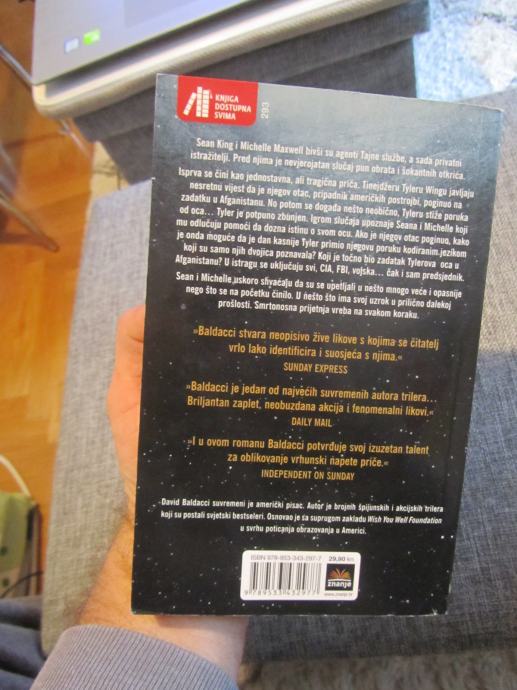 KNJIGA
DOSTUPNA
SVIMA
293
Sean King i Michelle Maxwell bivši su agenti Tajne službe, a sada privatni
istražitelji. Pred njima je nevjerojatan slučaj pun obrata i šokantnih otkrića.
Isprva se čini kao jednostavna, ali tragična priča. Tinejdžeru Tyleru Wingu javljaju
nesretnu vijest da je njegov otac, pripadnik američkih postrojbi, poginuo na
zadatku u Afganistanu. No potom se događa nešto neobično, Tyleru stiže poruka
od oca... Tyler je potpuno zbunjen. Igrom slučaja upoznaje Seana i Michelle koji
mu odlučuju pomoći da dozna istinu o svom ocu. Ako je njegov otac poginuo, kako
je onda moguće da je dan kasnije Tyler primio njegovu poruku kodiranim jezikom
koji su samo njih dvojica poznavala? Koji je točno bio zadatak Tylerova oca u
Afganistanu? U istragu se uključuju svi, CIA, FBI, vojska... čak i sam predsjednik.
Sean i Michelle uskoro shvaćaju da su se upetljali u nešto mnogo veće i opasnije
nego što se na početku činilo. U nešto što ima svoj uzrok u prilično dalekoj
prošlosti. Smrtonosna prijetnja vreba na svakom koraku.
»Baldacci stvara neopisivo žive likove s kojima se čitatelj
vrlo lako identificira i suosjeća s njima.«
SUNDAY EXPRESS
»Baldacci je jedan od najvećih suvremenih autora trilera...
Briljantan zaplet, neobuzdana akcija i fenomenalni likovi.«
DAILY MAIL
»I u ovom romanu Baldacci potvrđuje svoj izuzetan talent
za oblikovanje vrhunski napete priče.«
INDEPENDENT ON SUNDAY
David Baldacci suvremeni je američki pisac. Autor je brojnih špijunskih i akcijskih trilera
koji su postali svjetski bestseleri. Osnovao je sa suprugom zakladu Wish You Well Foundation
u svrhu poticanja obrazovanja u Americi.
ISBN 978-953-343-297-7
29,90 kn
9 789533 432977
znanje
www.znanje.hr